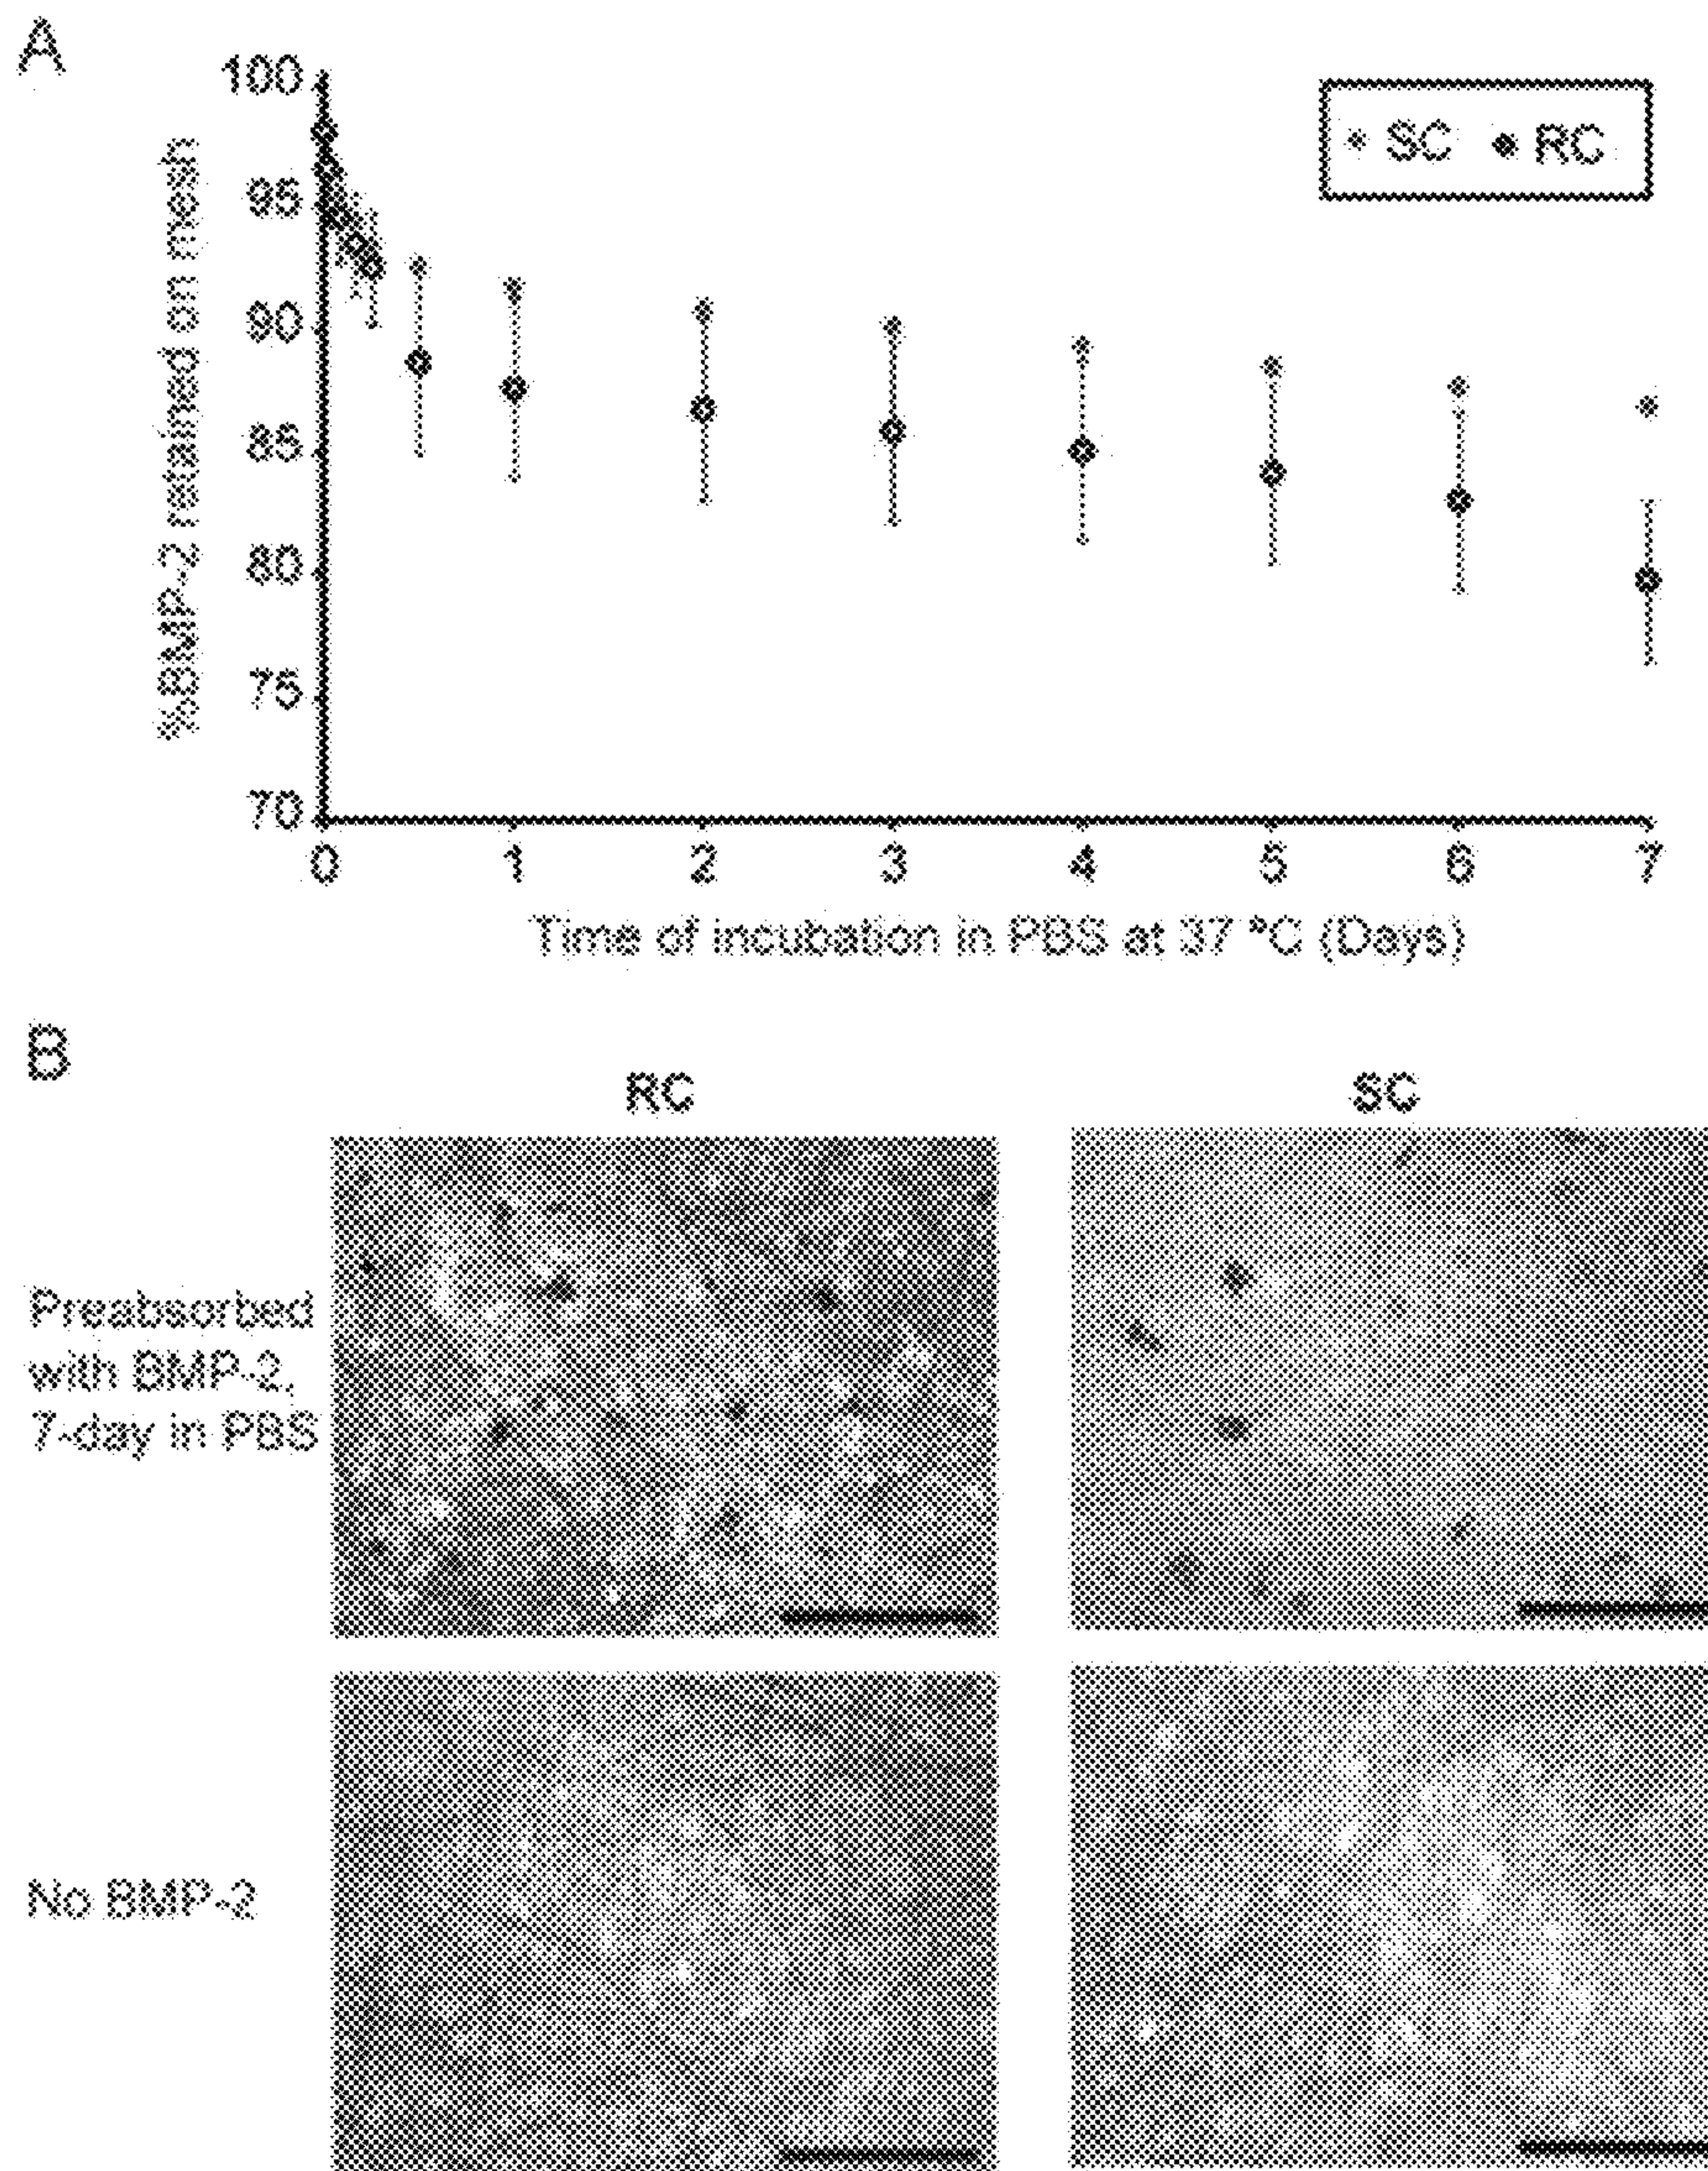 A
100
95
90
85
80
75
70
%BMP-2 retained on mesh
SC RC
0 1 2 3 4 5 6 7
Time of incubation in PBS at 37 ºC (Days)
B
RC SC
Preabsorbed
with BMP-2,
7-day in PBS
No BMP-2